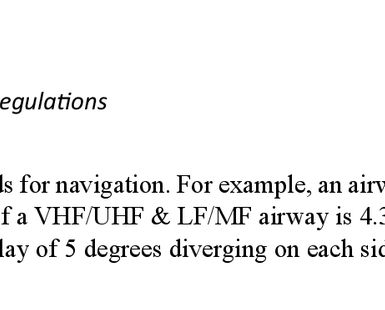 egulations
ds for navigation. For example, an airw
f a VHF/UHF & LF/MF airway is 4.3
lay of 5 degrees diverging on each sid